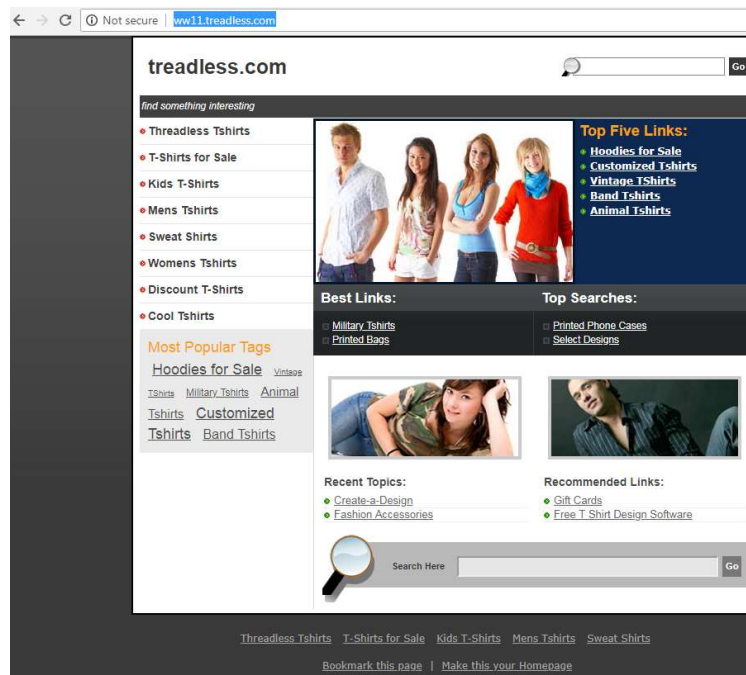 Not secure | ww11.treadless.com
treadless.com
Go
find something interesting
Threadless Tshirts
T-Shirts for Sale
Kids T-Shirts
Mens Tshirts
Sweat Shirts
Womens Tshirts
Discount T-Shirts
Cool Tshirts
Most Popular Tags
Hoodies for Sale Vintage
TShirts Military Tshirts Animal
Tshirts Customized
Tshirts Band Tshirts
Top Five Links:
Hoodies for Sale
Customized Tshirts
Vintage TShirts
Band Tshirts
Animal Tshirts
Best Links:
Military Tshirts
Printed Bags
Top Searches:
Printed Phone Cases
Select Designs
Recent Topics:
Create-a-Design
Fashion Accessories
Recommended Links:
Gift Cards
Free T Shirt Design Software
Search Here Go
Threadless Tshirts T-Shirts for Sale Kids T-Shirts Mens Tshirts Sweat Shirts
Bookmark this page | Make this your Homepage